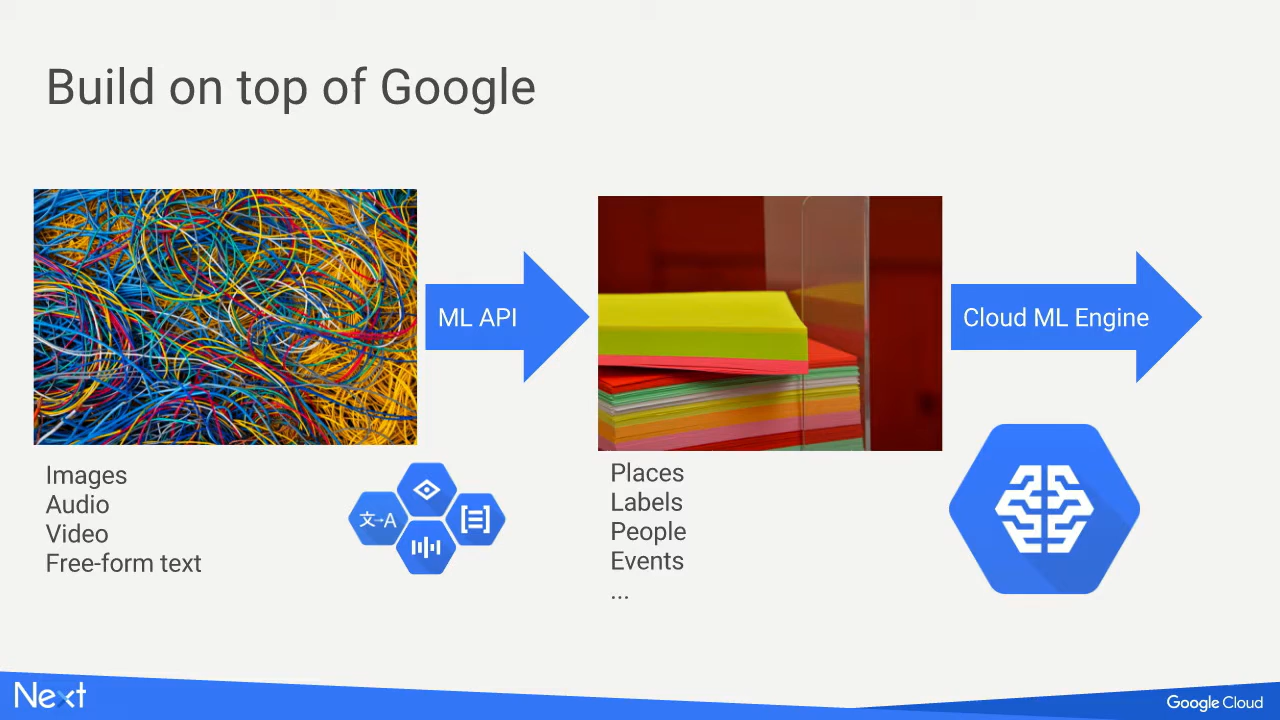 Build on top of Google
ML API
Cloud ML Engine
Images
Audio
Video
Free-form text
文→A
Places
Labels
People
Events
...
Next
Google Cloud